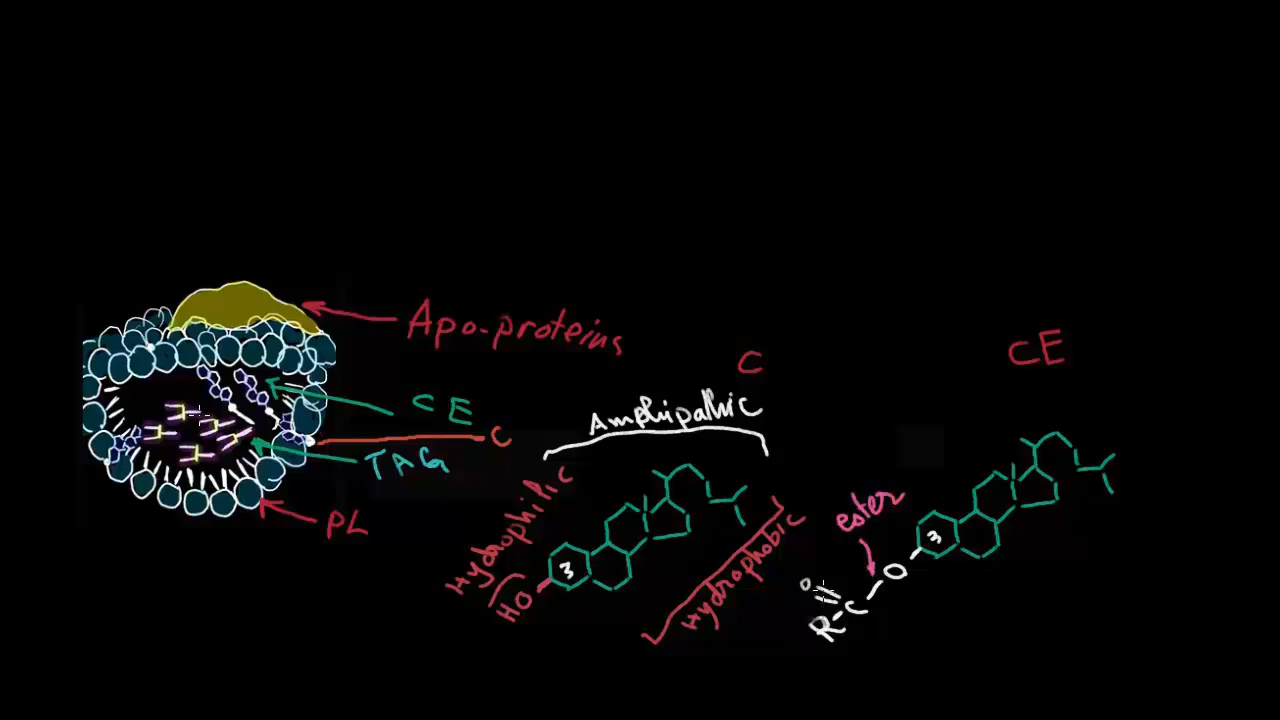 Apo-proteins
C
CE
CE
Amphipathic
C
TAG
Hydrophilic
ester
PL
Hydrophobic
3
3
HO
O
O
C
R